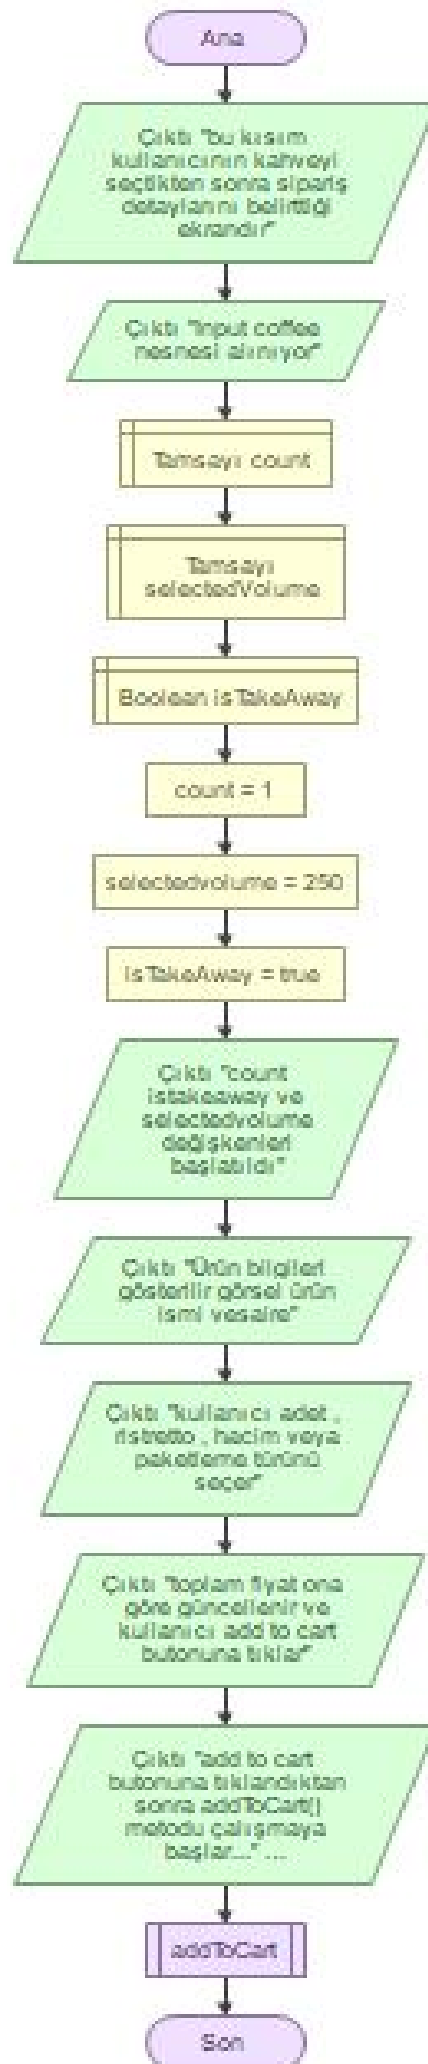 Ana
Çıktı "bu kısım
kullanıcının kahveyi
seçtikten sonra sipariş
detaylarını belirttiği
ekrandır"
Çıktı "Input coffee
nesnesi alınıyor"
Tamsayı count
Tamsayı
selectedVolume
Boolean isTakeAway
count = 1
selectedvolume = 250
isTakeAway = true
Çıktı "count
istakeaway ve
selectedvolume
değişkenleri
başlatıldı"
Çıktı "Ürün bilgileri
gösterilir görsel ürün
ismi vesaire"
Çıktı "kullanıcı adet ,
ristretto , hacim veya
paketleme türünü
seçer"
Çıktı "toplam fiyat ona
göre güncellenir ve
kullanıcı add to cart
butonuna tıklar"
Çıktı "add to cart
butonuna tıklandıktan
sonra addToCart()
metodu çalışmaya
başlar..." ...
addToCart
Son